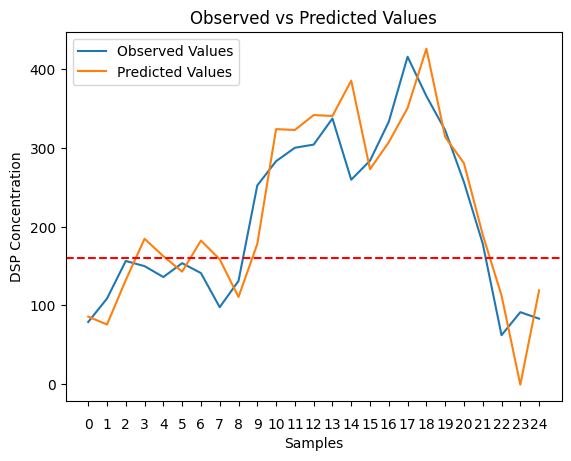 Observed vs Predicted Values
Observed Values
Predicted Values
DSP Concentration
400
300
200
100
0
0 1 2 3 4 5 6 7 8 9 10 11 12 13 14 15 16 17 18 19 20 21 22 23 24
Samples